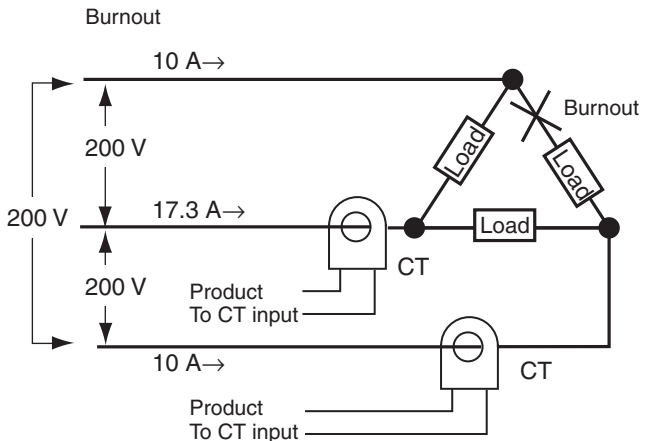 Burnout
10 A→
Burnout
200 V
Load
Load
200 V
17.3 A→
Load
CT
200 V
Product
To CT input
10 A→
CT
Product
To CT input